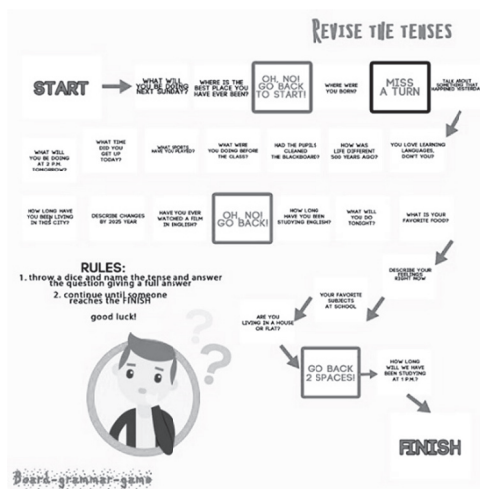 REVISE THE TENSES
START
WHAT WILL
YOU BE DOING
NEXT SUNDAY?
WHERE IS THE
BEST PLACE YOU
HAVE EVER BEEN?
OH, NO!
GO BACK
TO START!
WHERE WERE
YOU BORN?
MISS
A TURN
TALK ABOUT
SOMETHING THAT
HAPPENED YESTERDA
YOU LOVE LEARNING
LANGUAGES,
DON'T YOU?
HOW WAS
LIFE DIFFERENT
500 YEARS AGO?
HAD THE PUPILS
CLEANED
THE BLACKBOARD?
WHAT WERE
YOU DOING BEFORE
THE CLASS?
WHAT SPORTS
HAVE YOU PLAYED?
WHAT TIME
DID YOU
GET UP
TODAY?
WHAT WILL
YOU BE DOING
AT 2 P.M.
TOMORROW?
HOW LONG HAVE
YOU BEEN LIVING
IN THIS CITY?
DESCRIBE CHANGES
BY 2025 YEAR
HAVE YOU EVER
WATCHED A FILM
IN ENGLISH?
OH, NO!
GO BACK!
HOW LONG
HAVE YOU BEEN
STUDYING ENGLISH?
WHAT WILL
YOU DO
TONIGHT?
WHAT IS YOUR
FAVORITE FOOD?
DESCRIBE YOUR
FEELINGS
RIGHT NOW
YOUR FAVORITE
SUBJECTS
AT SCHOOL
ARE YOU
LIVING IN A HOUSE
OR FLAT?
GO BACK
2 SPACES!
HOW LONG
WILL WE HAVE
BEEN STUDYING
AT 1 P.M.?
FINISH
RULES:
1. throw a dice and name the tense and answer
the question giving a full answer
2. continue until someone
reaches the FINISH
good luck!
Board-grammar-game